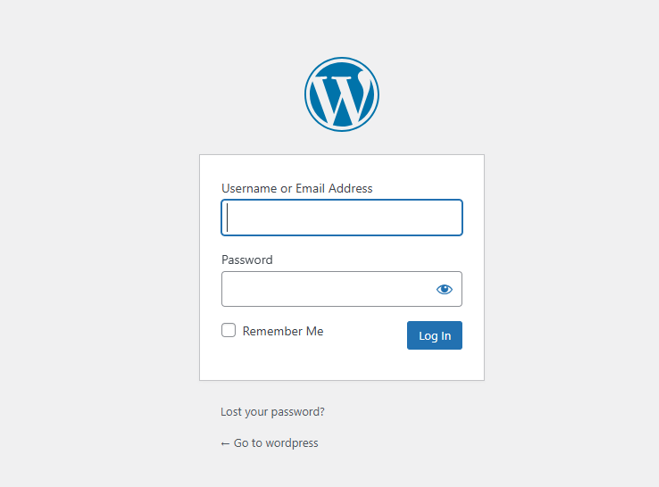 Username or Email Address
Password
Remember Me
Log In
Lost your password?
← Go to wordpress